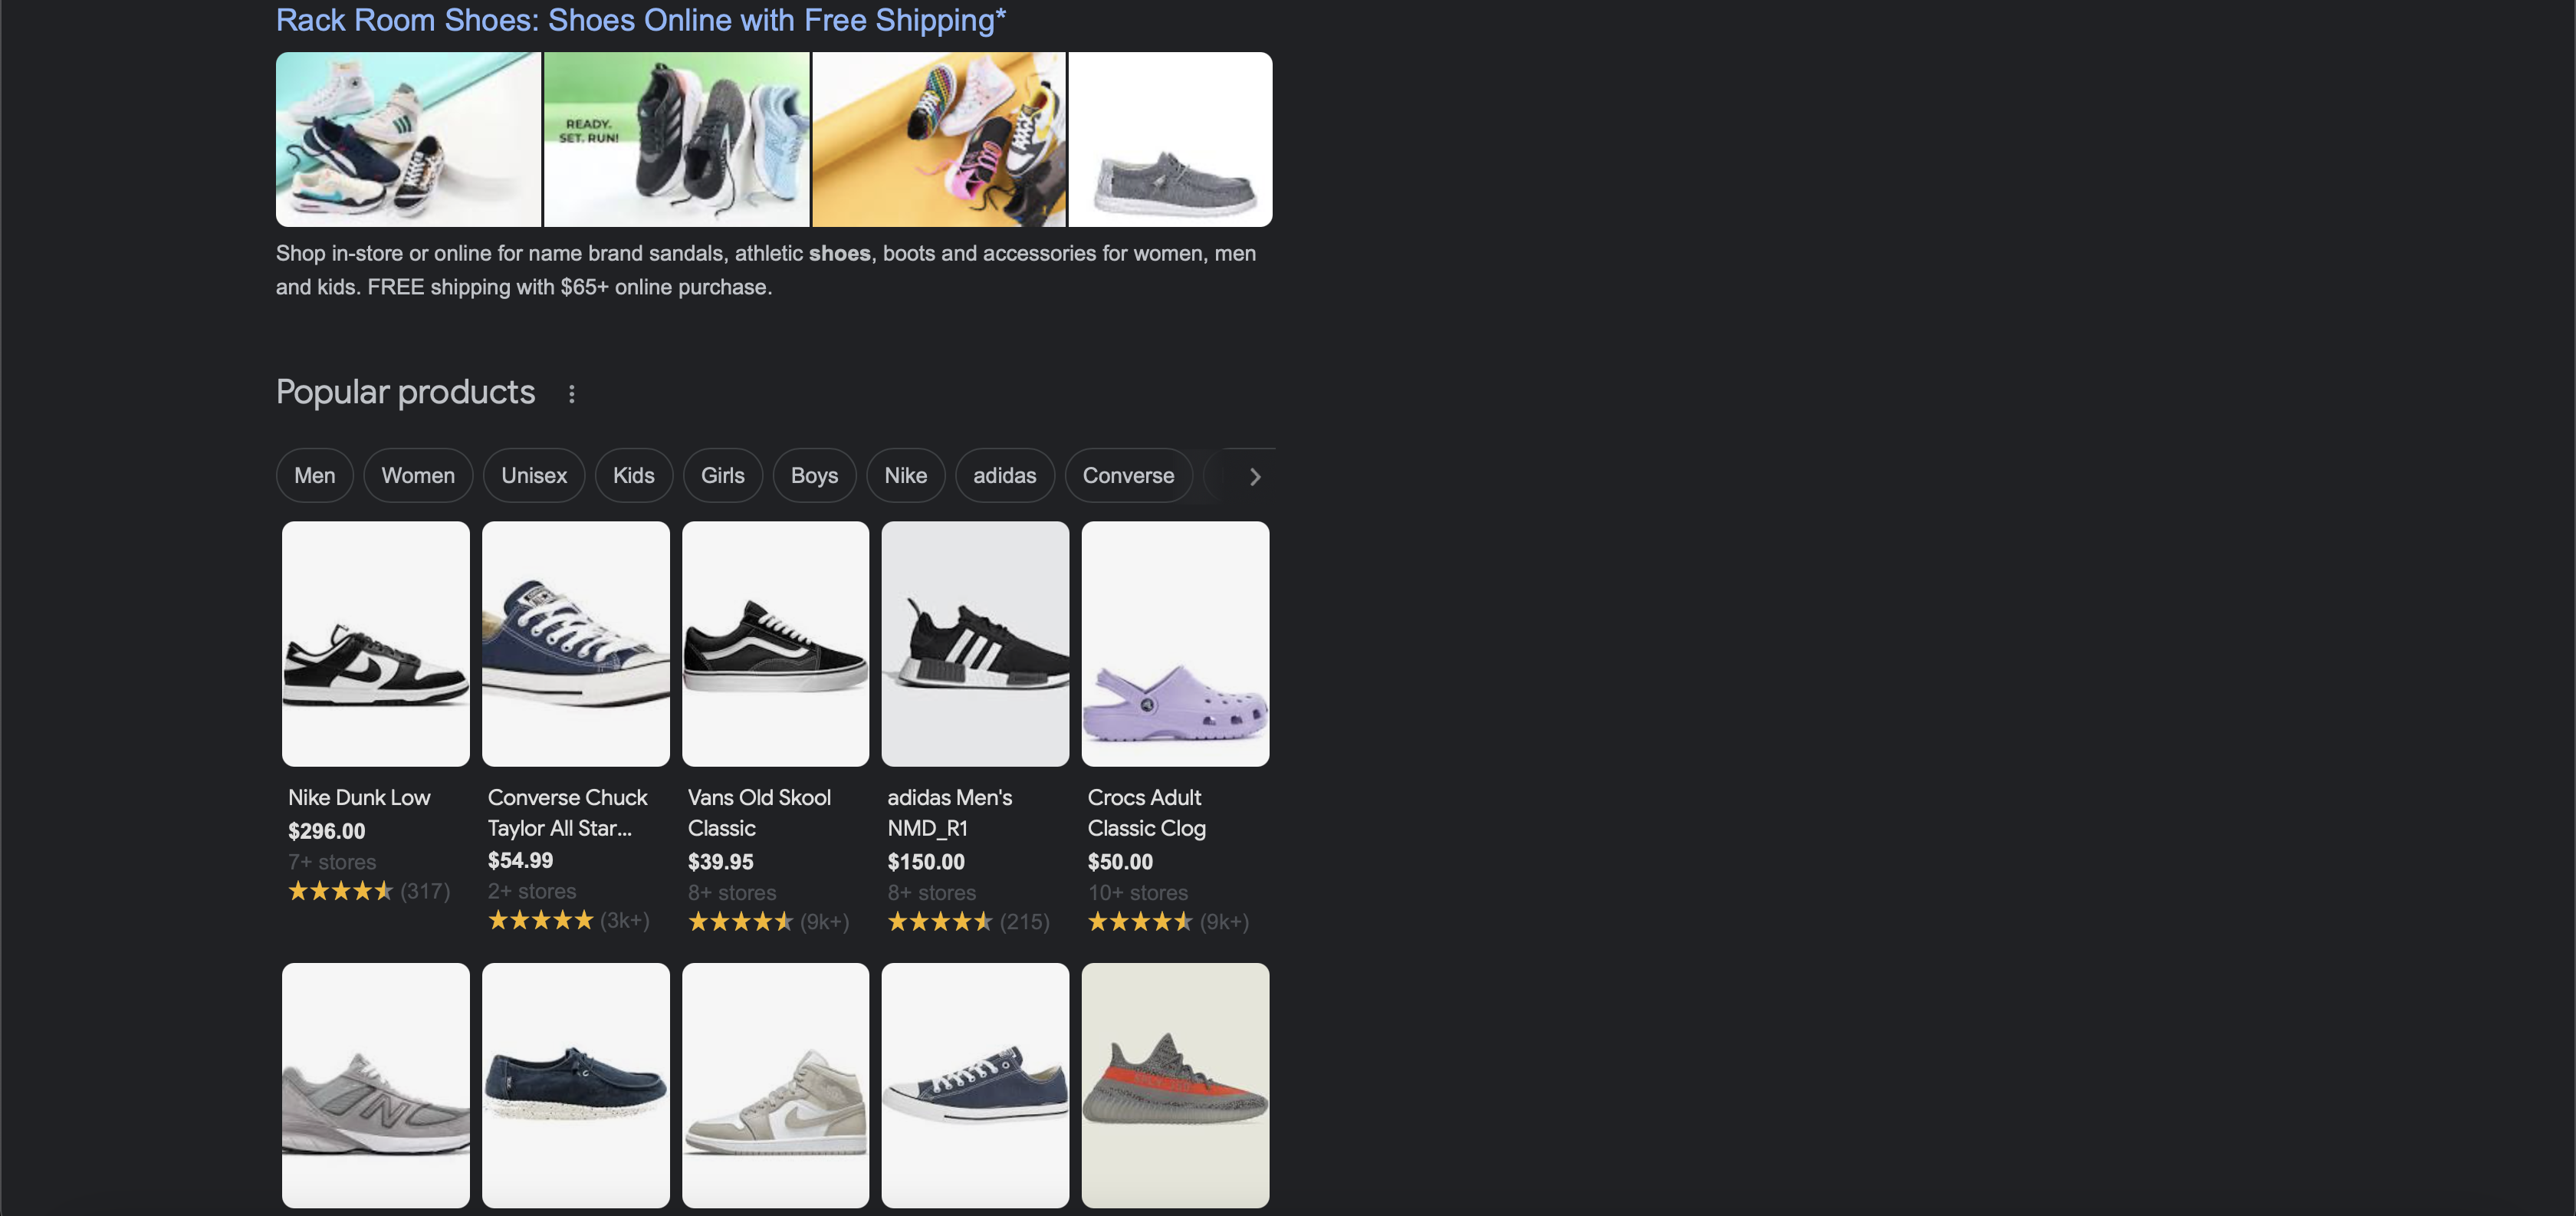 Rack Room Shoes: Shoes Online with Free Shipping*
READY.
SET. RUN!
Shop in-store or online for name brand sandals, athletic shoes, boots and accessories for women, men
and kids. FREE shipping with $65+ online purchase.
Popular products
Men Women Unisex Kids Girls Boys Nike adidas Converse
Nike Dunk Low
$296.00
7+ stores
(317)
Converse Chuck
Taylor All Star...
$54.99
2+ stores
(3k+)
Vans Old Skool
Classic
$39.95
8+ stores
(9k+)
adidas Men's
NMD_R1
$150.00
8+ stores
(215)
Crocs Adult
Classic Clog
$50.00
10+ stores
(9k+)